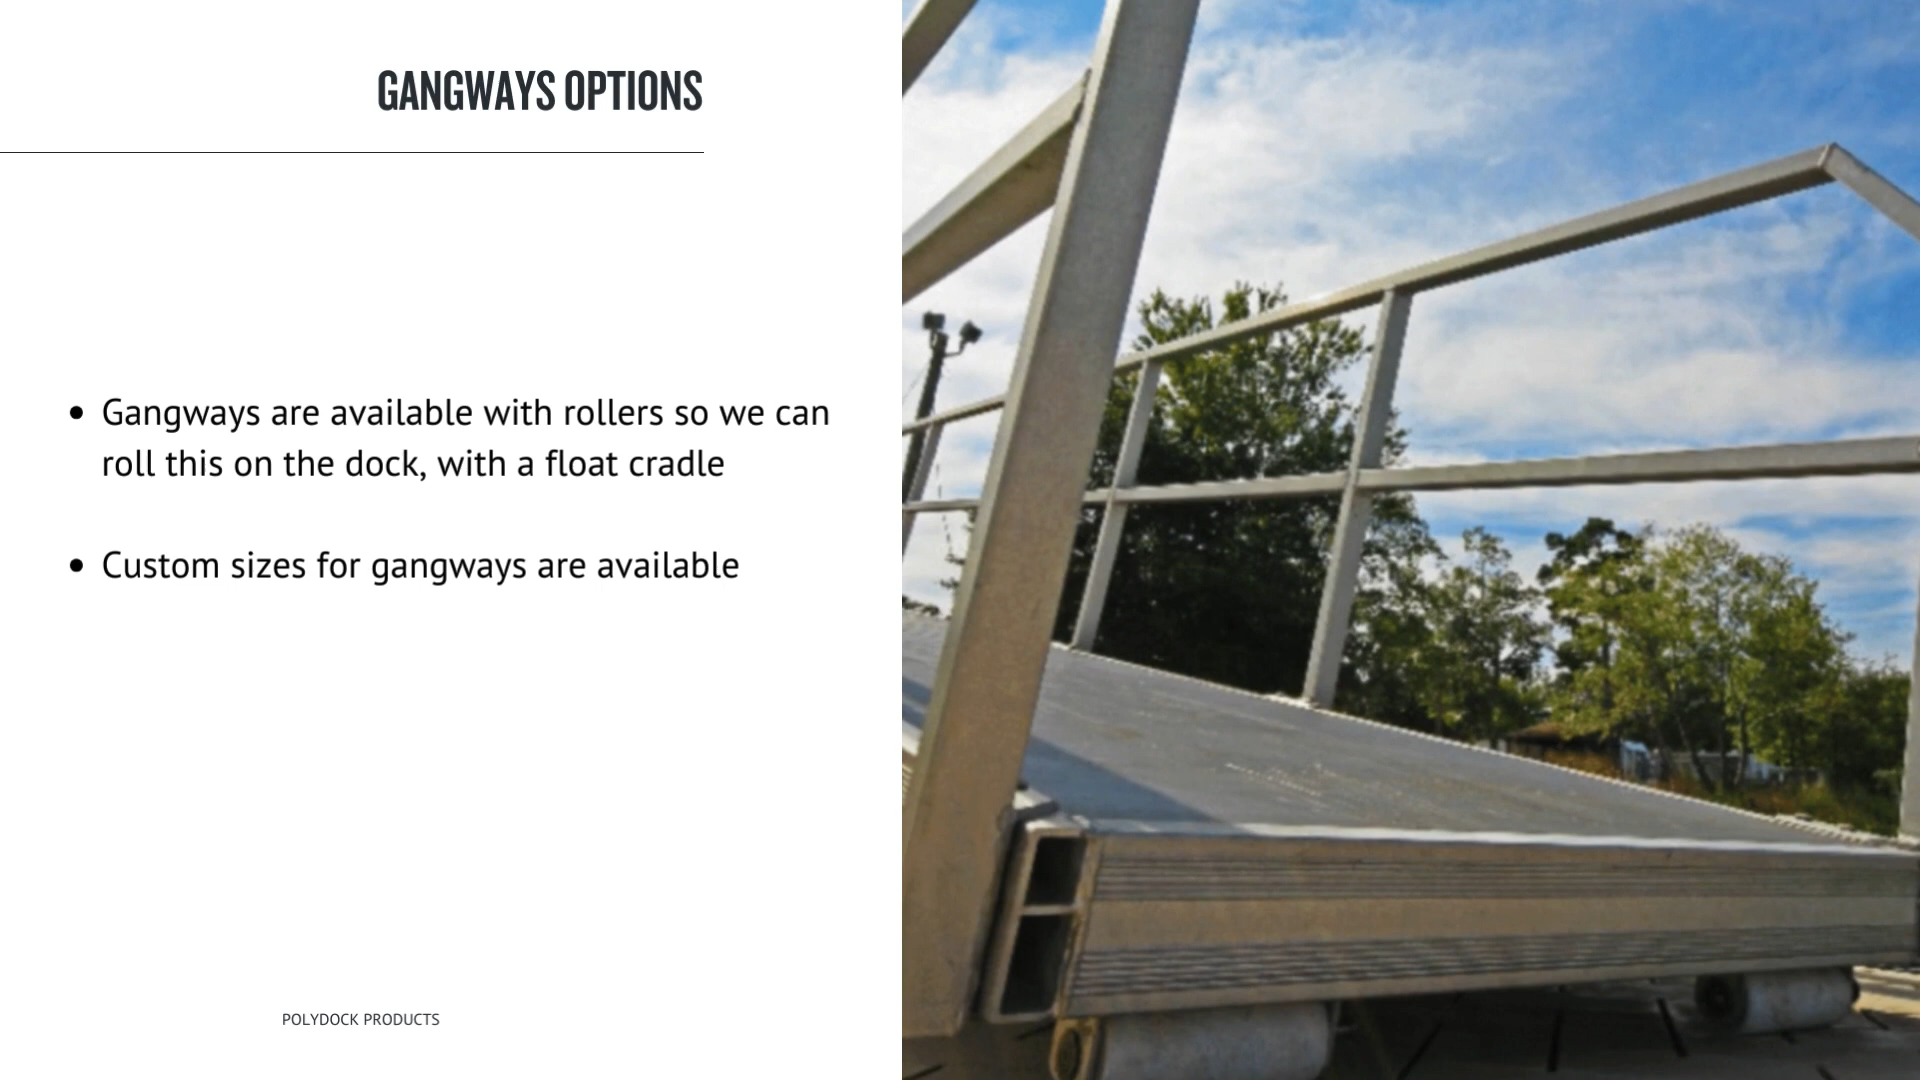 GANGWAYS OPTIONS
• Gangways are available with rollers so we can
roll this on the dock, with a float cradle
• Custom sizes for gangways are available
POLYDOCK PRODUCTS